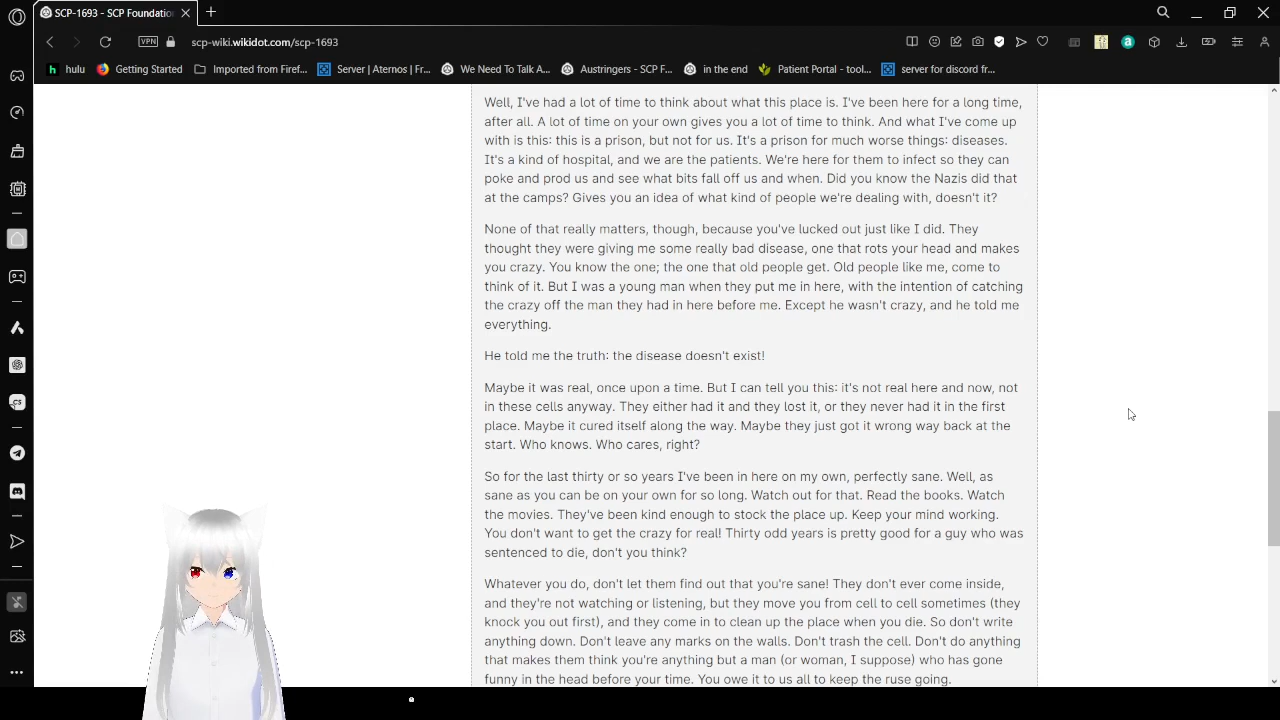 SCP-1693 - SCP Foundatio
VPN
scp-wiki.wikidot.com/scp-1693
hulu
Getting Started
Imported from Firef...
Server | Aternos | Fr...
We Need To Talk A...
Austringers - SCP F...
in the end
Patient Portal - tool...
server for discord fr...
Well, I've had a lot of time to think about what this place is. I've been here for a long time,
after all. A lot of time on your own gives you a lot of time to think. And what I've come up
with is this: this is a prison, but not for us. It's a prison for much worse things: diseases.
It's a kind of hospital, and we are the patients. We're here for them to infect so they can
poke and prod us and see what bits fall off us and when. Did you know the Nazis did that
at the camps? Gives you an idea of what kind of people we're dealing with, doesn't it?
None of that really matters, though, because you've lucked out just like I did. They
thought they were giving me some really bad disease, one that rots your head and makes
you crazy. You know the one; the one that old people get. Old people like me, come to
think of it. But I was a young man when they put me in here, with the intention of catching
the crazy off the man they had in here before me. Except he wasn't crazy, and he told me
everything.
He told me the truth: the disease doesn't exist!
Maybe it was real, once upon a time. But I can tell you this: it's not real here and now, not
in these cells anyway. They either had it and they lost it, or they never had it in the first
place. Maybe it cured itself along the way. Maybe they just got it wrong way back at the
start. Who knows. Who cares, right?
So for the last thirty or so years I've been in here on my own, perfectly sane. Well, as
sane as you can be on your own for so long. Watch out for that. Read the books. Watch
the movies. They've been kind enough to stock the place up. Keep your mind working.
You don't want to get the crazy for real! Thirty odd years is pretty good for a guy who was
sentenced to die, don't you think?
Whatever you do, don't let them find out that you're sane! They don't ever come inside,
and they're not watching or listening, but they move you from cell to cell sometimes (they
knock you out first), and they come in to clean up the place when you die. So don't write
anything down. Don't leave any marks on the walls. Don't trash the cell. Don't do anything
that makes them think you're anything but a man (or woman, I suppose) who has gone
funny in the head before your time. You owe it to us all to keep the ruse going.